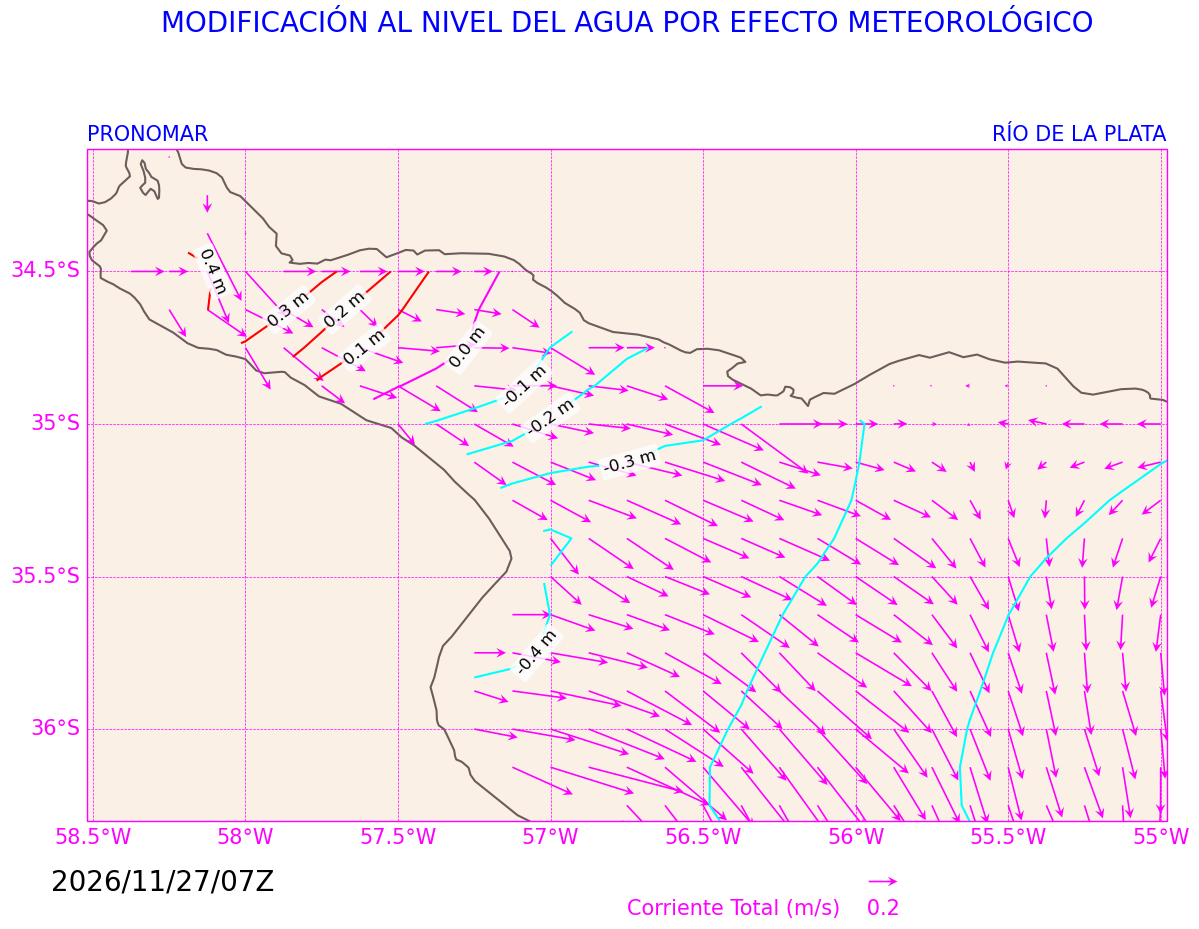 MODIFICACIÓN AL NIVEL DEL AGUA POR EFECTO METEOROLÓGICO
PRONOMAR
RÍO DE LA PLATA
0.4 m
0.3 m
0.2 m
0.1 m
0.0 m
-0.1 m
-0.2 m
-0.3 m
-0.4 m
34.5°S
35°S
35.5°S
36°S
58.5°W 58°W 57.5°W 57°W 56.5°W 56°W 55.5°W 55°W
2026/11/27/07Z
Corriente Total (m/s) 0.2